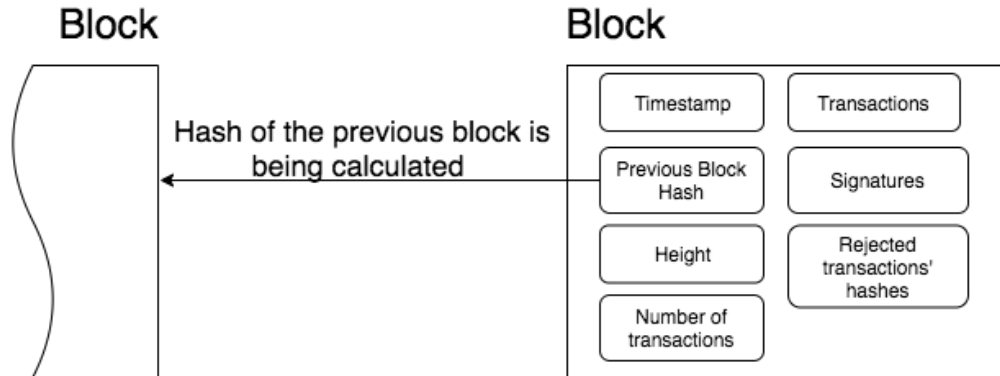 Block
Block
Hash of the previous block is
being calculated
Timestamp
Transactions
Previous Block
Hash
Signatures
Height
Rejected
transactions'
hashes
Number of
transactions